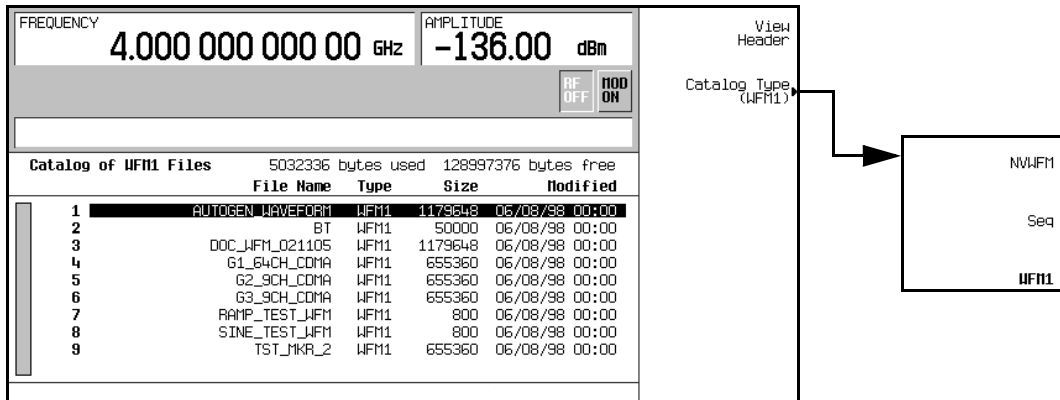 FREQUENCY
4.000 000 000 00 GHz
AMPLITUDE
-136.00 dBm
View Header
RF OFF
MOD ON
Catalog Type (WFM1)
Catalog of WFM1 Files 5032336 bytes used 128997376 bytes free
File Name Type Size Modified
1 AUTOGEN_WAVEFORM WFM1 1179648 06/08/98 00:00
2 BT WFM1 50000 06/08/98 00:00
3 DOC_WFM_021105 WFM1 1179648 06/08/98 00:00
4 G1_64CH_CDMA WFM1 655360 06/08/98 00:00
5 G2_9CH_CDMA WFM1 655360 06/08/98 00:00
6 G3_9CH_CDMA WFM1 655360 06/08/98 00:00
7 RAMP_TEST_WFM WFM1 800 06/08/98 00:00
8 SINE_TEST_WFM WFM1 800 06/08/98 00:00
9 TST_MKR_2 WFM1 655360 06/08/98 00:00
NVWFM
Seq
WFM1